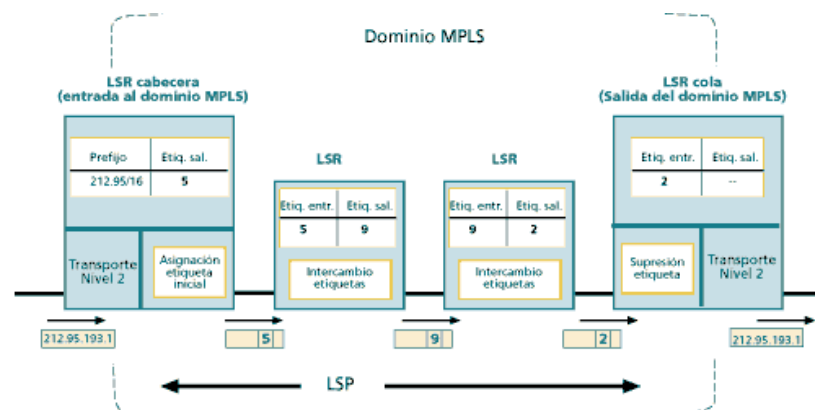 Dominio MPLS
LSR cabecera
(entrada al dominio MPLS)
LSR cola
(Salida del dominio MPLS)
Prefijo Etiq. sal.
212.95/16 5
LSR
LSR
Etiq. entr. Etiq. sal.
2 --
Etiq. entr. Etiq. sal.
5 9
Etiq. entr. Etiq. sal.
9 2
Transporte
Nivel 2
Asignación
etiqueta
inicial
Intercambio
etiquetas
Intercambio
etiquetas
Supresión
etiqueta
Transporte
Nivel 2
212.95.193.1
5
9
2
212.95.193.1
LSP